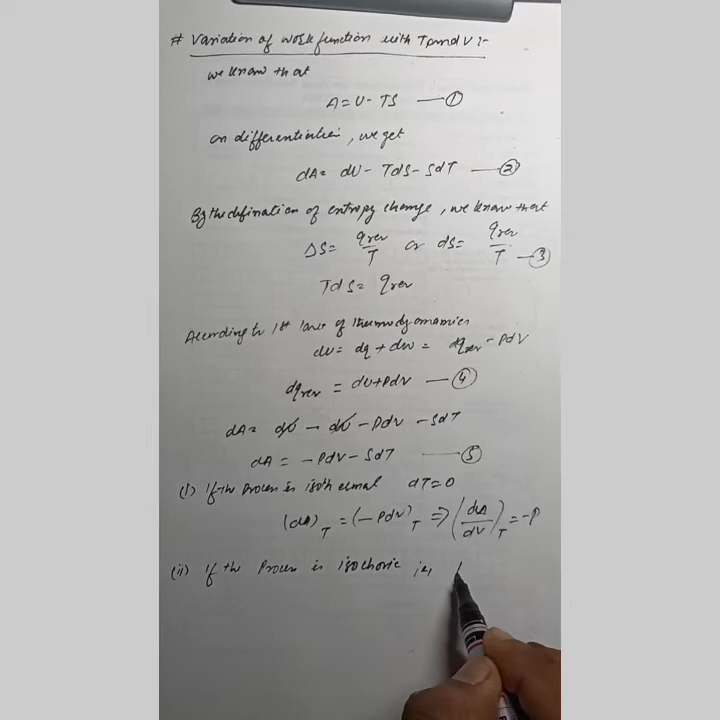 # Variation of work function with T and V :-
we know that
A = U - TS —①
on differentiation, we get
dA = dU - TdS - SdT —②
By the defination of entropy change, we know that
ΔS = qrev/T or dS = qrev/T —③
TdS = qrev
According to 1st law of thermodynamics
dU = dq + dw = dqrev - PdV
dqrev = dU + PdV —④
dA = dU - dU - PdV - SdT
dA = - PdV - SdT —⑤
(i) If the Process is isothermal dT = 0
(dA)T = (- PdV)T ⇒ (dA/dV)T = - P
(ii) If the Process is isochoric i.e,